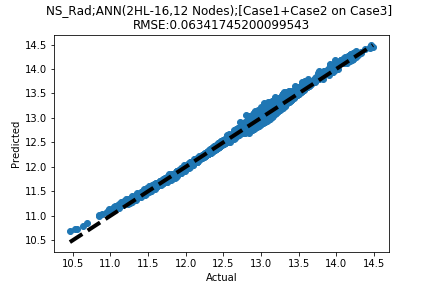 NS_Rad;ANN(2HL-16,12 Nodes);[Case1+Case2 on Case3]
RMSE:0.06341745200099543
14.5
14.0
13.5
13.0
12.5
12.0
11.5
11.0
10.5
Predicted
10.5 11.0 11.5 12.0 12.5 13.0 13.5 14.0 14.5
Actual